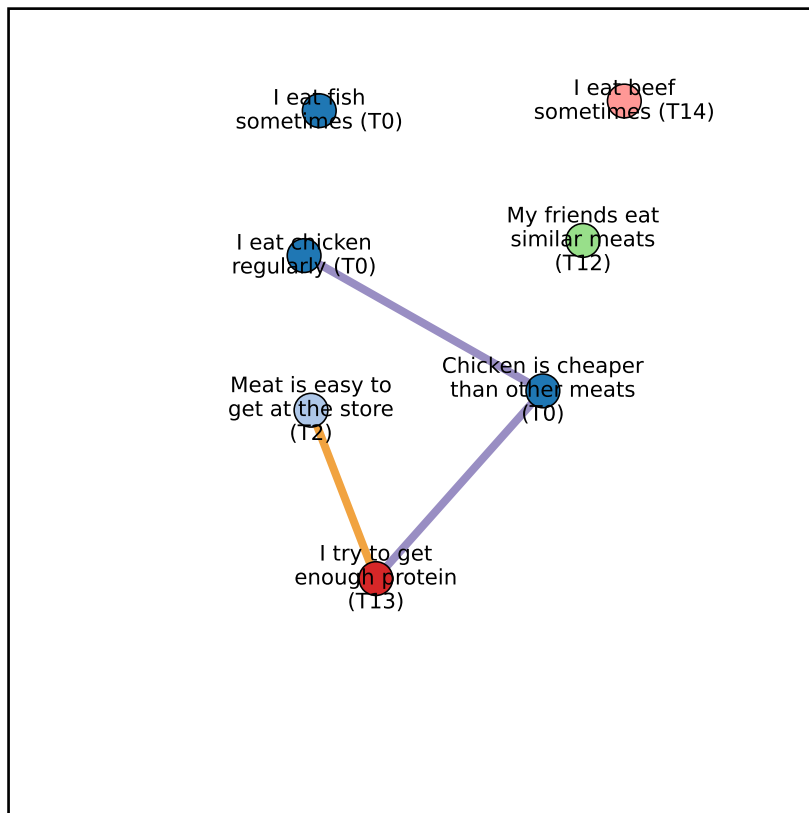 I eat fish
sometimes (T0)
I eat beef
sometimes (T14)
My friends eat
similar meats
(T12)
I eat chicken
regularly (T0)
Chicken is cheaper
than other meats
(T0)
Meat is easy to
get at the store
(T2)
I try to get
enough protein
(T13)